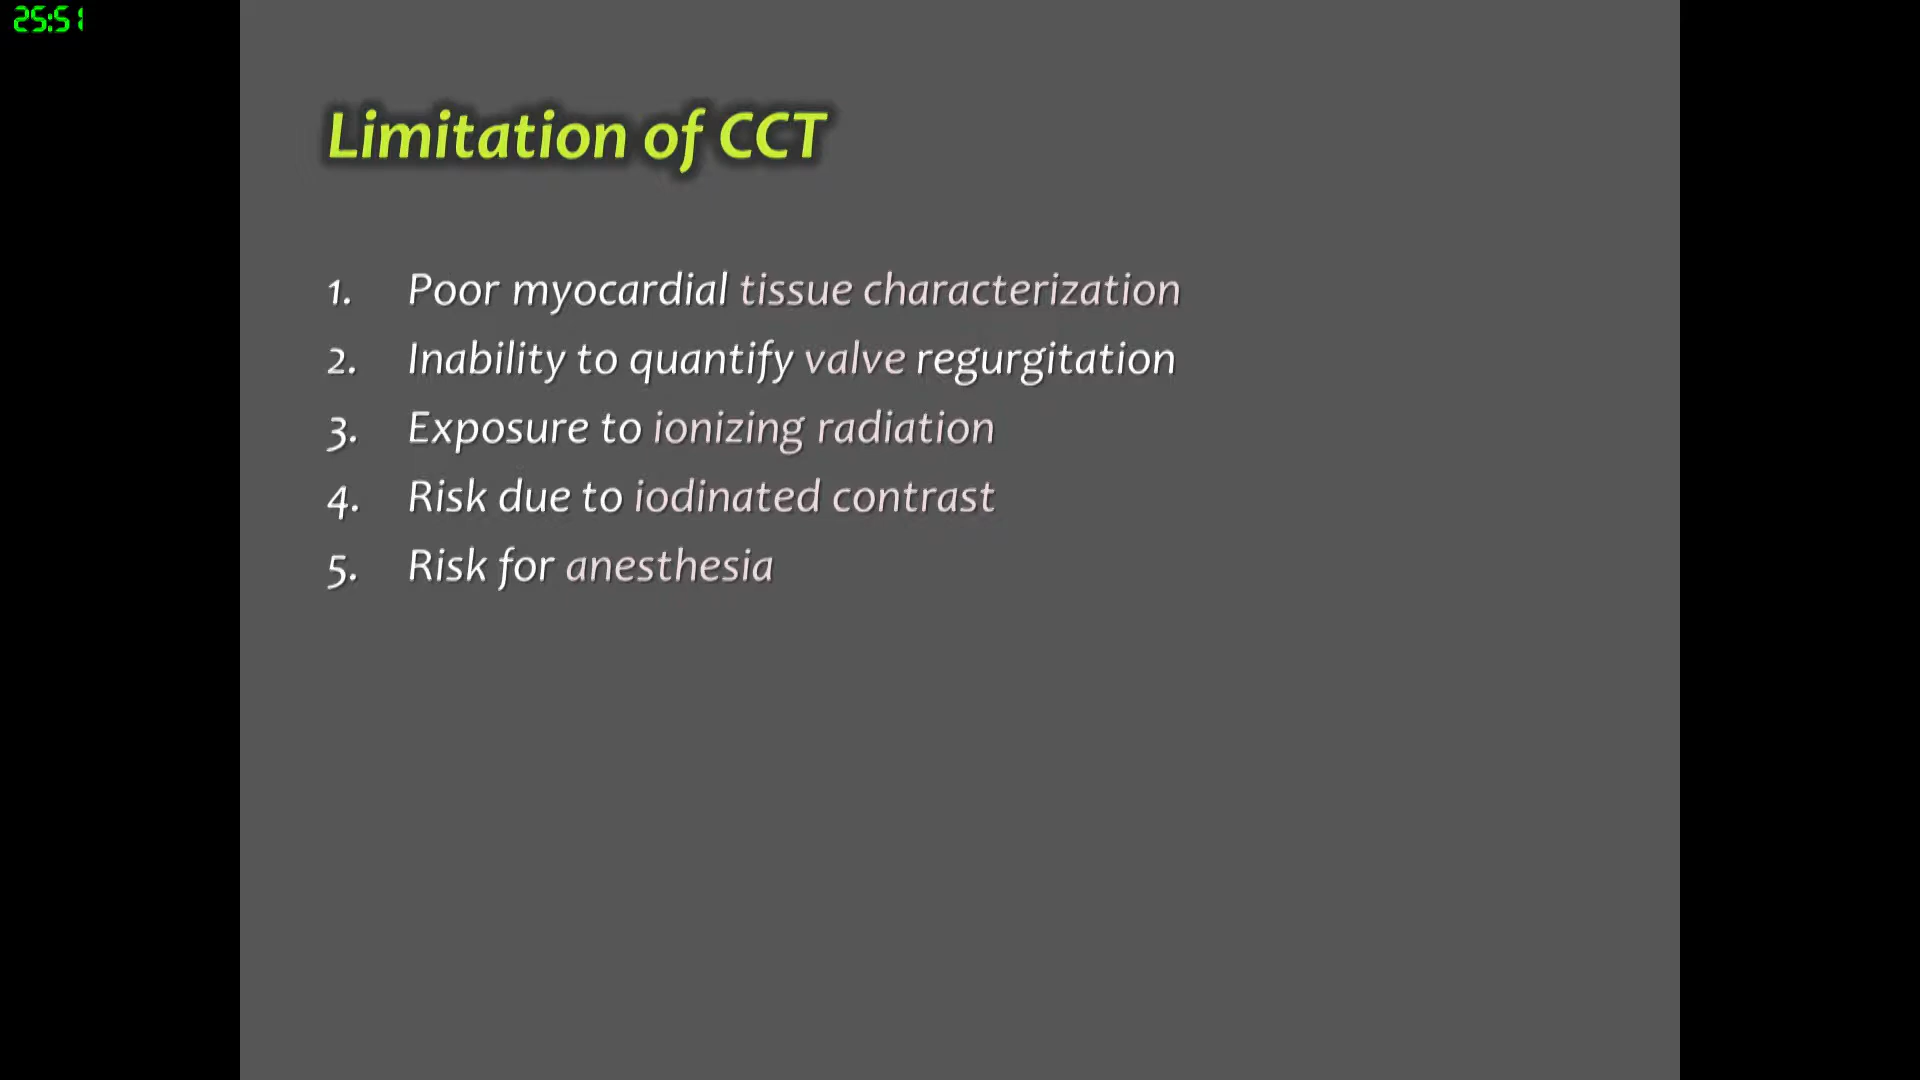 25:51
Limitation of CCT
1. Poor myocardial tissue characterization
2. Inability to quantify valve regurgitation
3. Exposure to ionizing radiation
4. Risk due to iodinated contrast
5. Risk for anesthesia